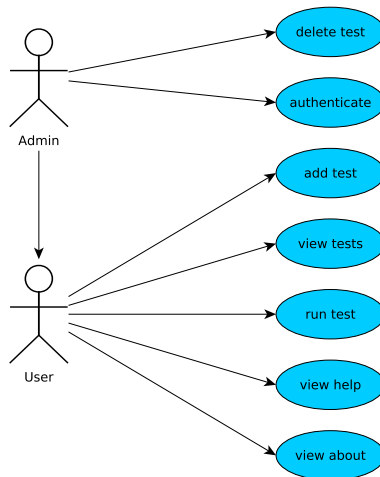 delete test
authenticate
Admin
add test
view tests
run test
User
view help
view about